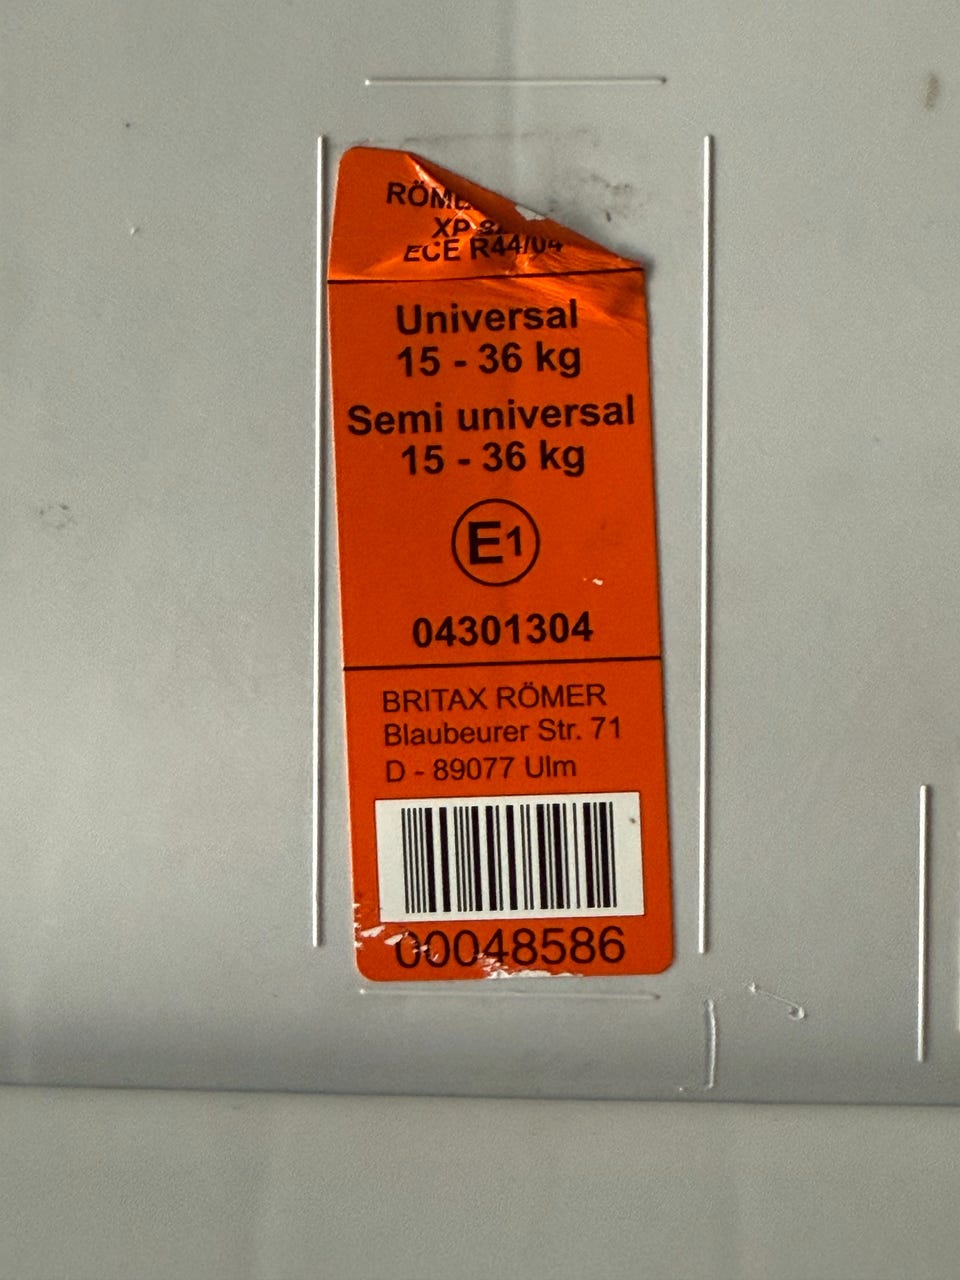 XP
ECE R44/04
Universal
15 - 36 kg
Semi universal
15 - 36 kg
E1
04301304
BRITAX RÖMER
Blaubeurer Str. 71
D - 89077 Ulm
00048586